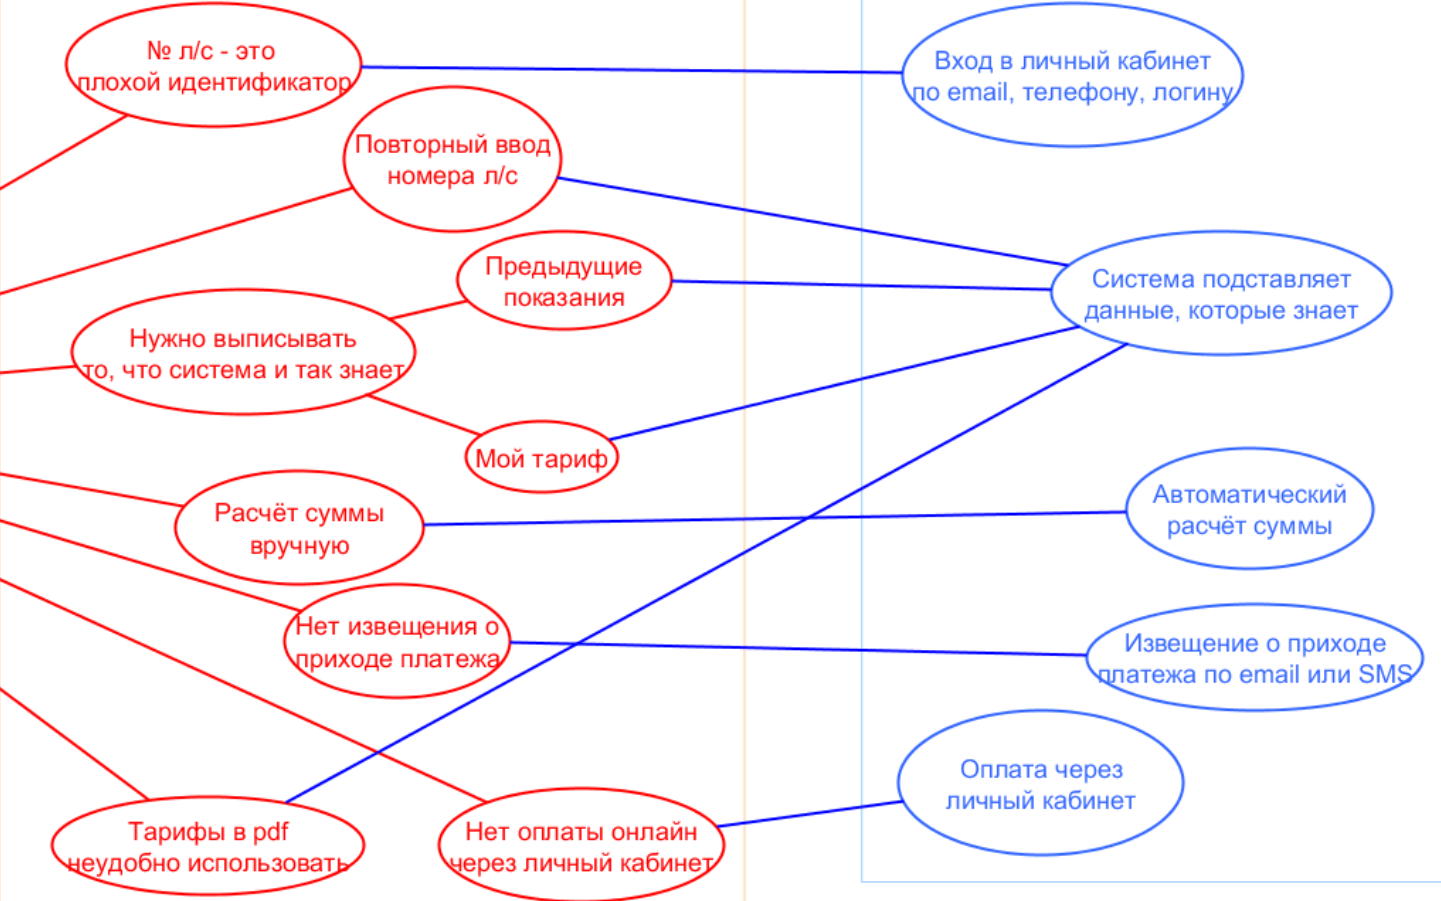 № л/с - это
плохой идентификатор
Вход в личный кабинет
по email, телефону, логину
Повторный ввод
номера л/с
Предыдущие
показания
Система подставляет
данные, которые знает
Нужно выписывать
то, что система и так знает
Мой тариф
Расчёт суммы
вручную
Автоматический
расчёт суммы
Нет извещения о
приходе платежа
Извещение о приходе
платежа по email или SMS
Оплата через
личный кабинет
Тарифы в pdf
неудобно использовать
Нет оплаты онлайн
через личный кабинет